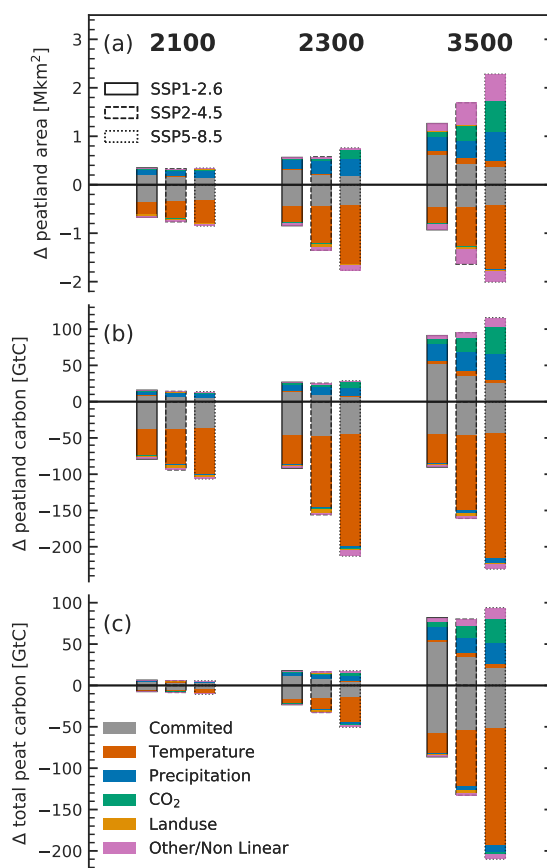 (a) 2100 2300 3500
SSP1-2.6
SSP2-4.5
SSP5-8.5
Δ peatland area [Mkm²]
3
2
1
0
−1
−2
(b)
Δ peatland carbon [GtC]
100
50
0
−50
−100
−150
−200
(c)
Δ total peat carbon [GtC]
100
50
0
−50
−100
−150
−200
Commited
Temperature
Precipitation
CO₂
Landuse
Other/Non Linear